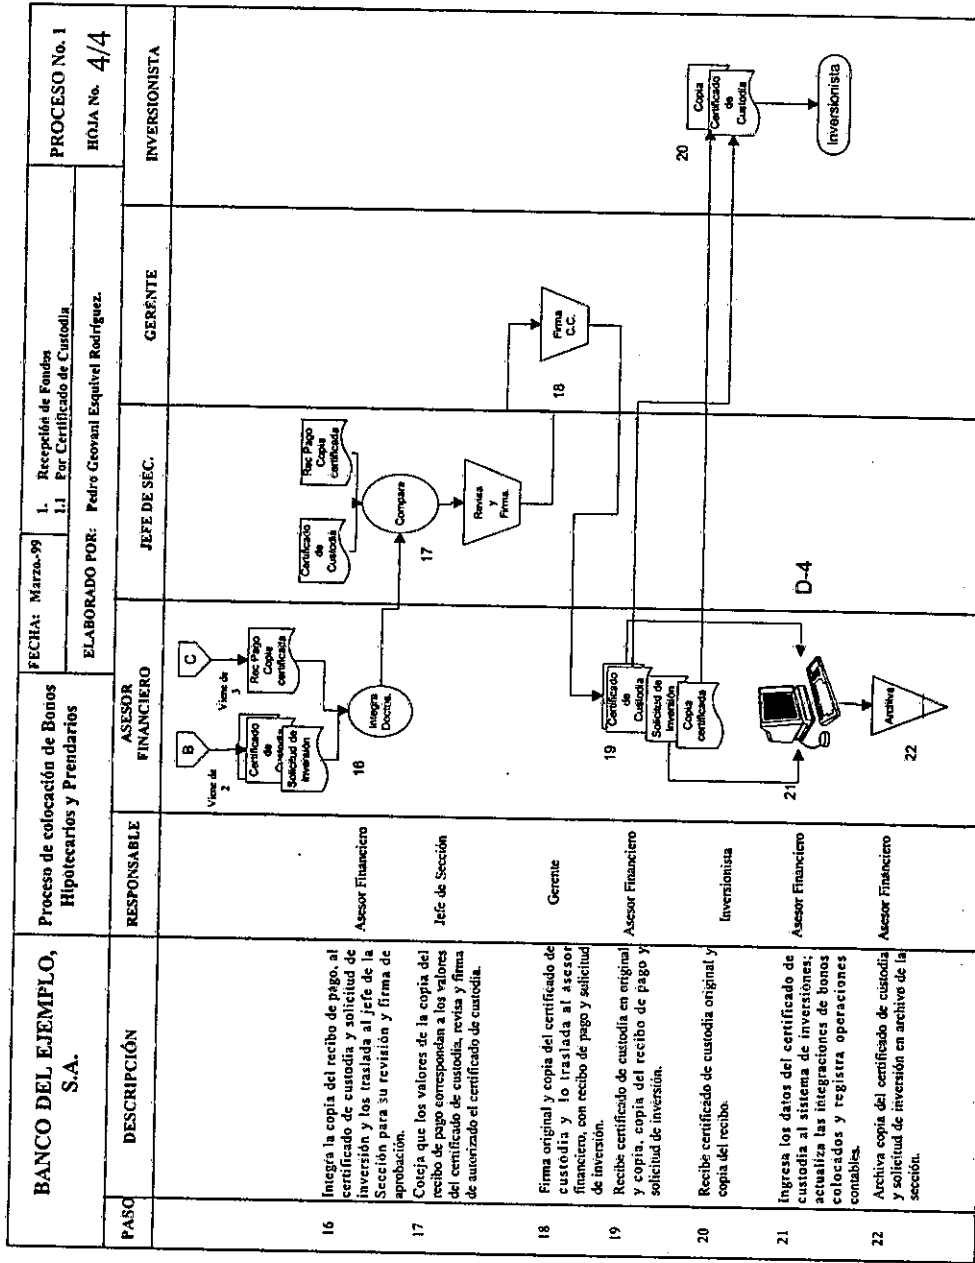 BANCO DEL EJEMPLO,
S.A.
Proceso de colocación de Bonos
Hipotecarios y Prendarios
FECHA: Marzo-99
1. Recepción de Fondos
1.1 Por Certificado de Custodia
ELABORADO POR: Pedro Geovani Esquivel Rodríguez.
PROCESO No. 1
HOJA No. 4/4
PASO
DESCRIPCIÓN
RESPONSABLE
ASESOR
FINANCIERO
JEFE DE SEC.
GERENTE
INVERSIONISTA
16
Integra la copia del recibo de pago, al
certificado de custodia y solicitud de
inversión y los traslada al jefe de la
Sección para su revisión y firma de
aprobación.
Asesor Financiero
17
Coteja que los valores de la copia del
recibo de pago correspondan a los valores
del certificado de custodia, revisa y firma
de autorizado el certificado de custodia.
Jefe de Sección
18
Firma original y copia del certificado de
custodia y lo traslada al asesor
financiero, con recibo de pago y solicitud
de inversión.
Gerente
19
Recibe certificado de custodia en original
y copia, copia del recibo de pago y
solicitud de inversión.
Asesor Financiero
20
Recibe certificado de custodia original y
copia del recibo.
Inversionista
21
Ingresa los datos del certificado de
custodia al sistema de inversiones;
actualiza las integraciones de bonos
colocados y registra operaciones
contables.
Asesor Financiero
22
Archiva copia del certificado de custodia
y solicitud de inversión en archivo de la
sección.
Asesor Financiero
B
Viene de
2
C
Viene de
3
Certificado
de
Custodia
Solicitud de
Inversión
Rec Pago
Copia
certificada
Integra
Doctos.
16
Certificado
de
Custodia
Rec Pago
Copia
certificada
Compara
17
Revisa
y
Firma.
Firma
C.C.
18
19
Certificado
de
Custodia
Solicitud de
Inversión
Copia
certificada
20
Copia
Certificado
de
Custodia
Inversionista
21
D-4
Archiva
22